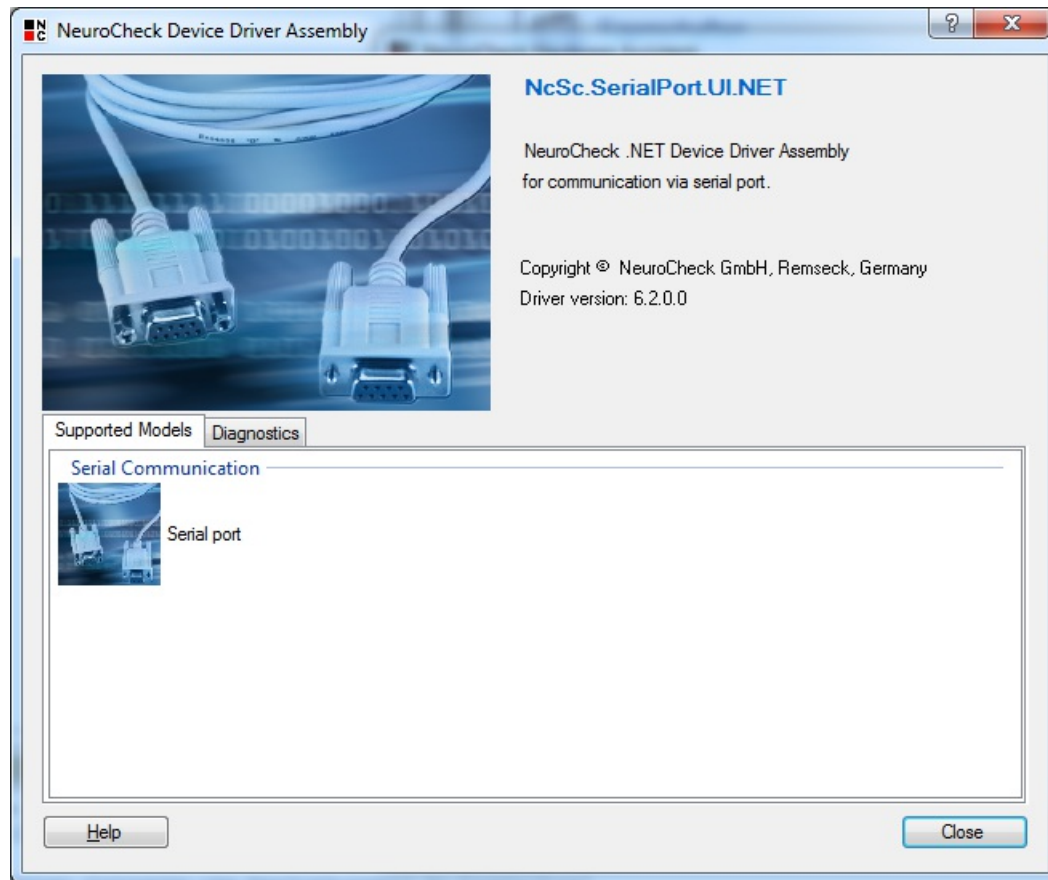 NC
NeuroCheck Device Driver Assembly
?
X
NcSc.SerialPort.UI.NET
NeuroCheck .NET Device Driver Assembly
for communication via serial port.
Copyright © NeuroCheck GmbH, Remseck, Germany
Driver version: 6.2.0.0
Supported Models
Diagnostics
Serial Communication
Serial port
Help
Close